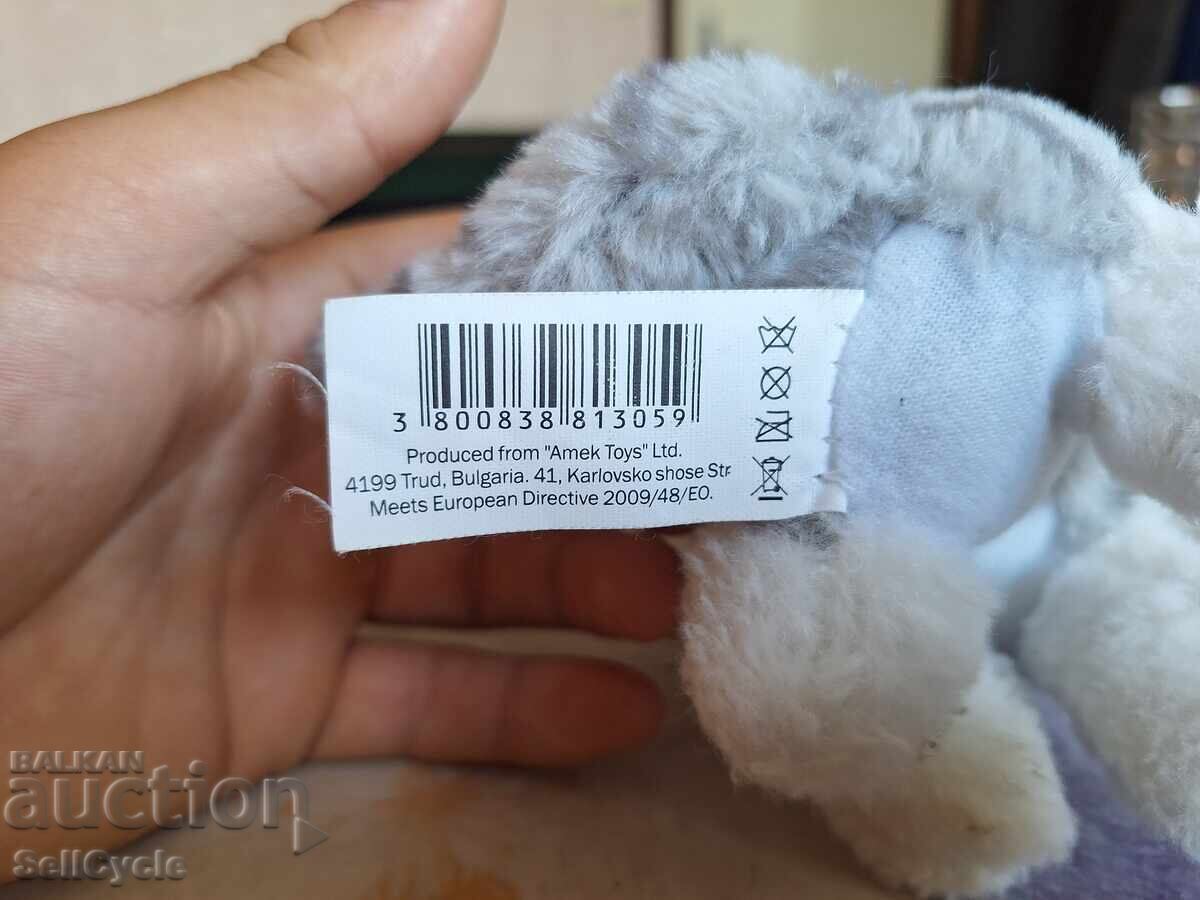 3 800838 813059
Produced from "Amek Toys" Ltd.
4199 Trud, Bulgaria. 41, Karlovsko shose Str
Meets European Directive 2009/48/EO.
BALKAN
auction
SellCycle